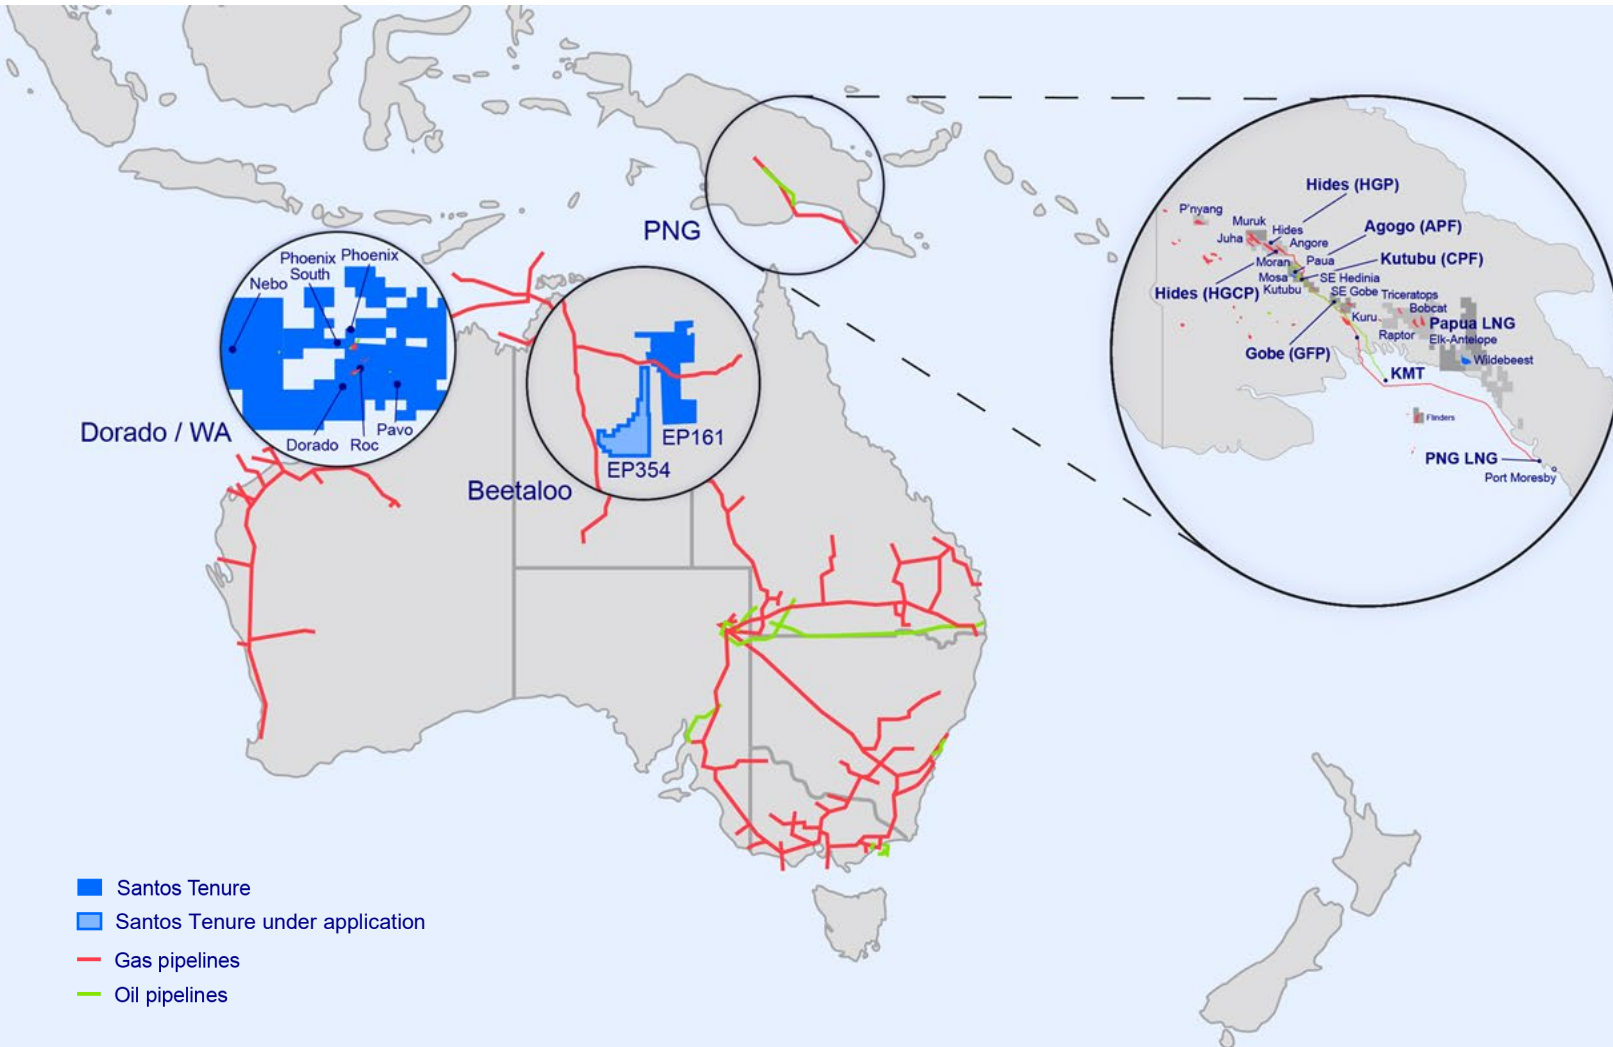 PNG
Phoenix
Phoenix
South
Nebo
Dorado
Roc
Pavo
Dorado / WA
EP161
EP354
Beetaloo
Hides (HGP)
P'nyang
Muruk
Hides
Agogo (APF)
Juha
Angore
Moran
Paua
Kutubu (CPF)
Mosa
SE Hedinia
Hides (HGCP)
Kutubu
SE Gobe
Triceratops
Bobcat
Kuru
Papua LNG
Raptor
Elk-Antelope
Gobe (GFP)
Wildebeest
KMT
Flinders
PNG LNG
Port Moresby
Santos Tenure
Santos Tenure under application
Gas pipelines
Oil pipelines